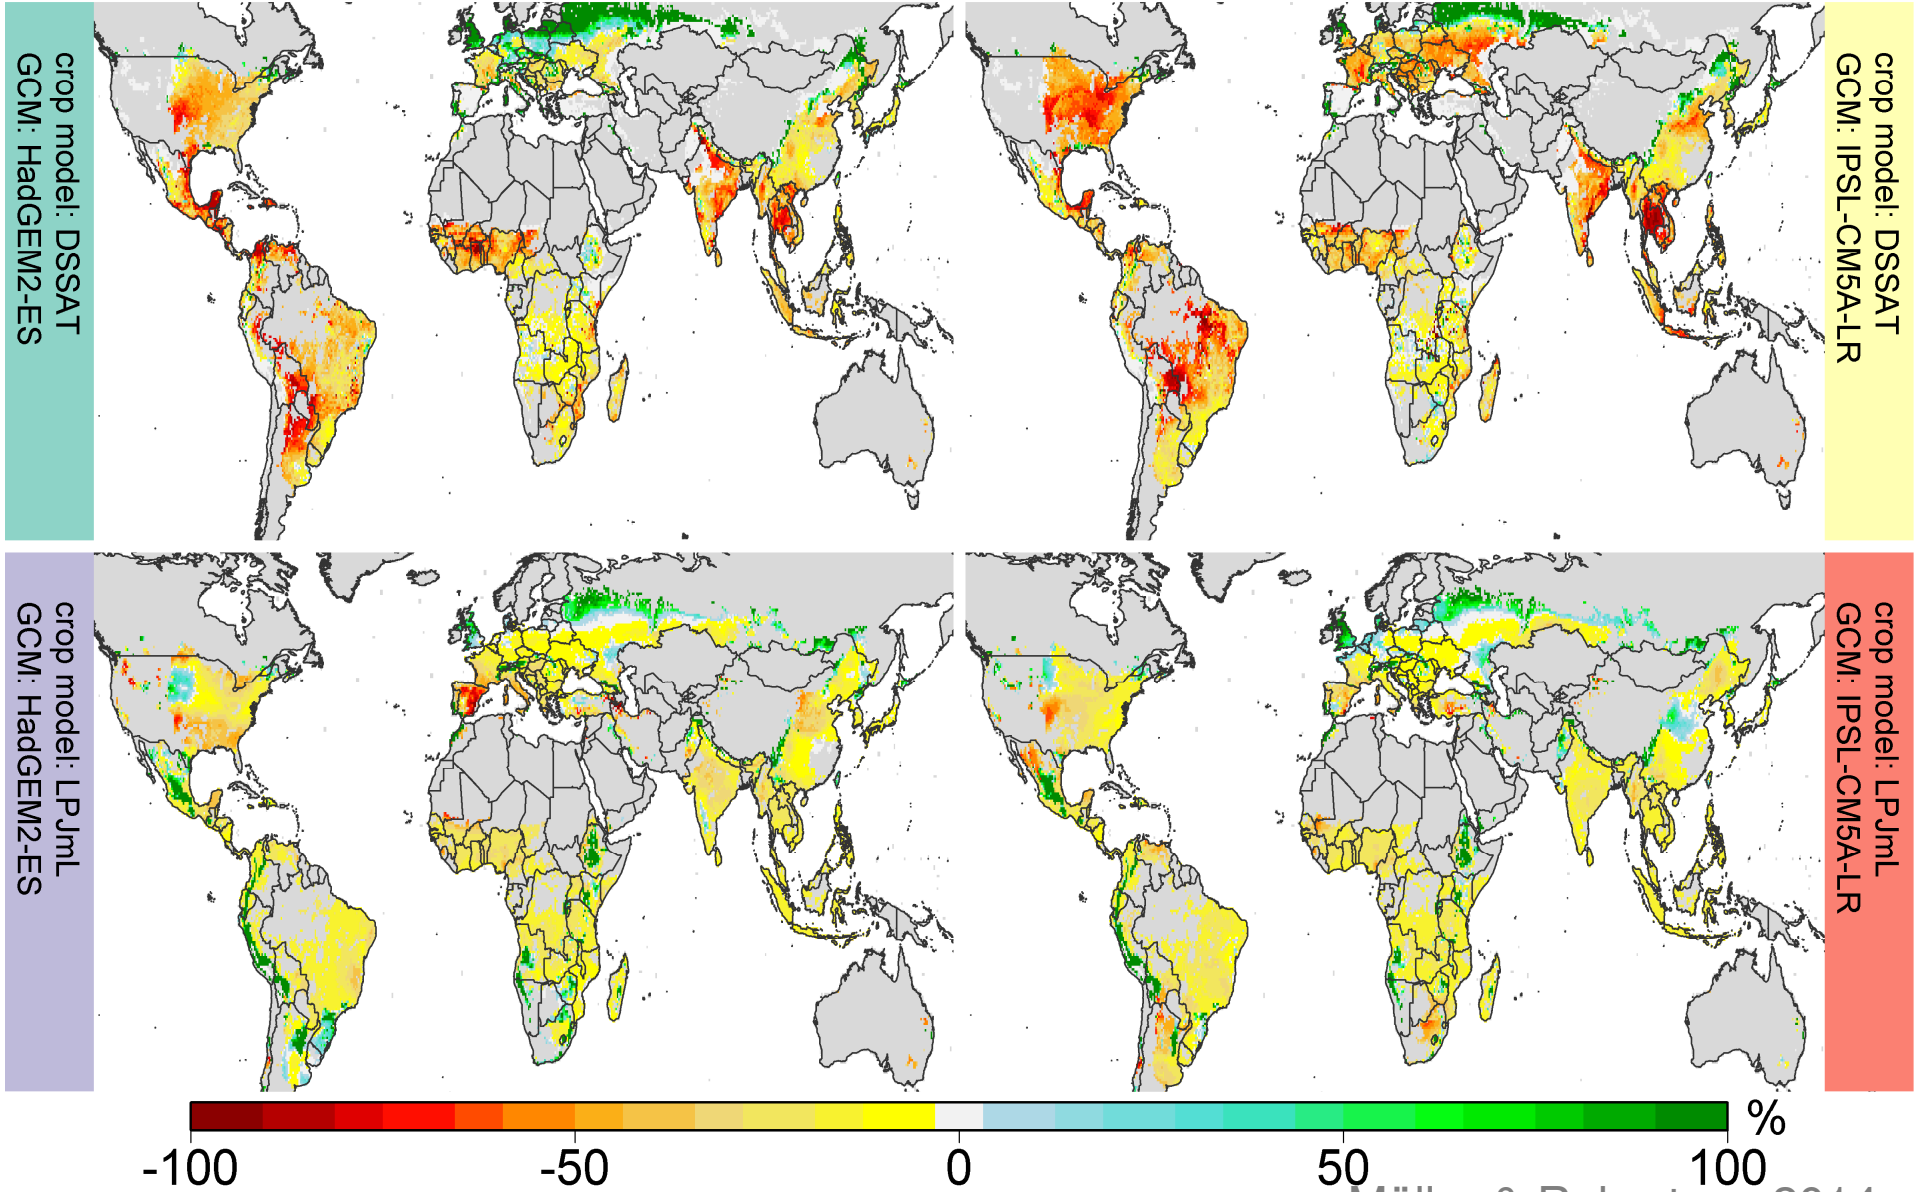 crop model: DSSAT
GCM: HadGEM2-ES
crop model: DSSAT
GCM: IPSL-CM5A-LR
crop model: LPJmL
GCM: HadGEM2-ES
crop model: LPJmL
GCM: IPSL-CM5A-LR
%
-100 -50 0 50 100